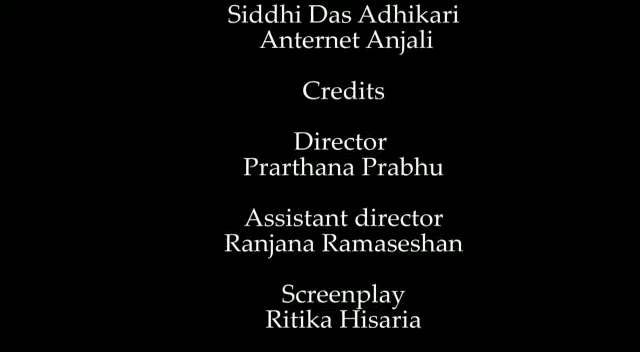 Siddhi Das Adhikari
Anternet Anjali
Credits
Director
Prarthana Prabhu
Assistant director
Ranjana Ramaseshan
Screenplay
Ritika Hisaria